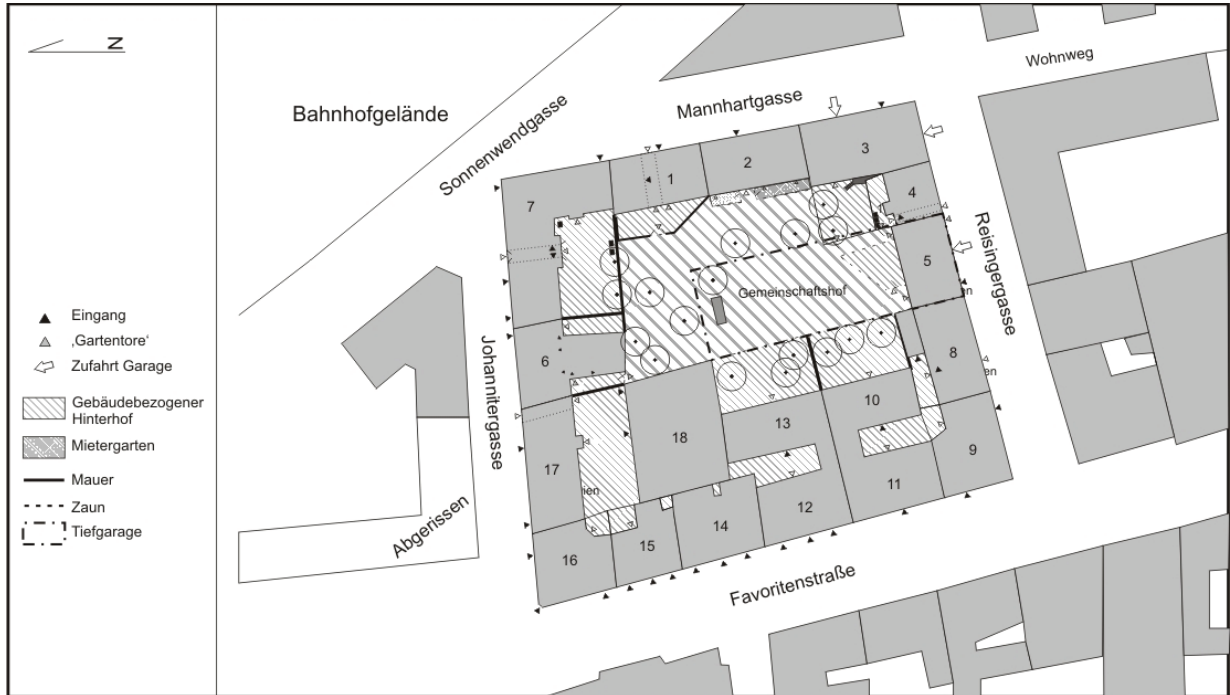 N
Bahnhofgelände
Sonnenwendgasse
Mannhartgasse
Wohnweg
Reisingergasse
Johannitergasse
Favoritenstraße
Abgerissen
Gemeinschaftshof
1
2
3
4
5
6
7
8
9
10
11
12
13
14
15
16
17
18
Eingang
‚Gartentore‘
Zufahrt Garage
Gebäudebezogener
Hinterhof
Mietergarten
Mauer
Zaun
Tiefgarage